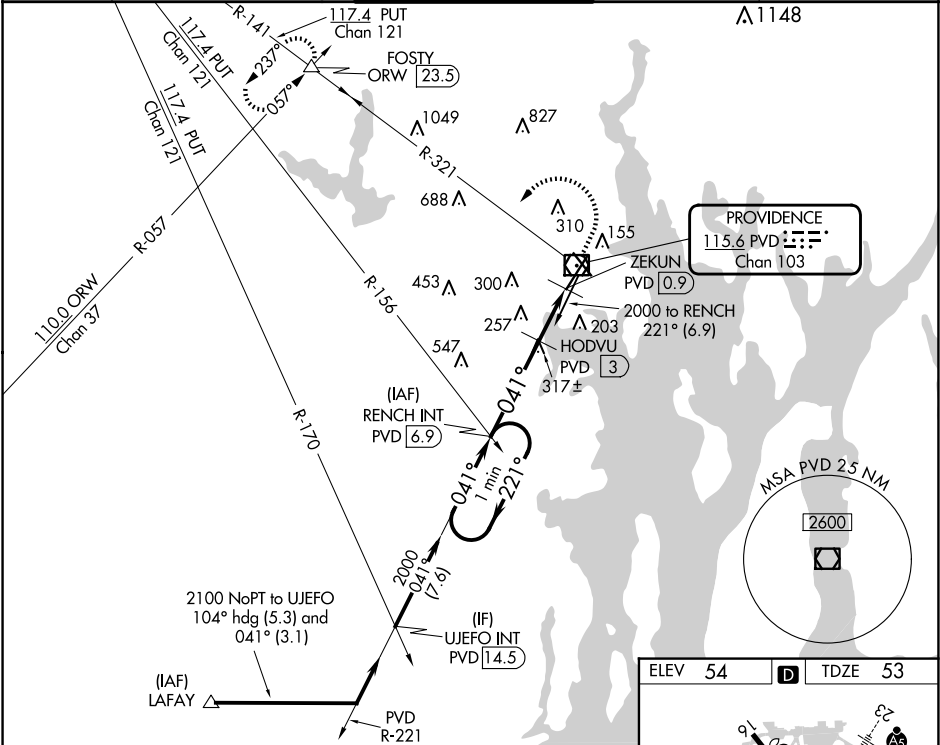 R-141
117.4 PUT
Chan 121
1148
117.4 PUT
Chan 121
237°
FOSTY
ORW 23.5
057°
117.4 PUT
Chan 121
1049
827
R-321
688
310
155
PROVIDENCE
115.6 PVD
Chan 103
R-057
ZEKUN
PVD 0.9
453
300
R-156
2000 to RENCH
221° (6.9)
110.0 ORW
Chan 37
257
203
HODVU
PVD 3
547
317±
041°
(IAF)
RENCH INT
PVD 6.9
R-170
041°
1 min
221°
MSA PVD 25 NM
2600
2000
041°
(7.6)
2100 NoPT to UJEFO
104° hdg (5.3) and
041° (3.1)
(IF)
UJEFO INT
PVD 14.5
(IAF)
LAFAY
PVD
R-221
ELEV 54
D
TDZE 53
16
23
A5